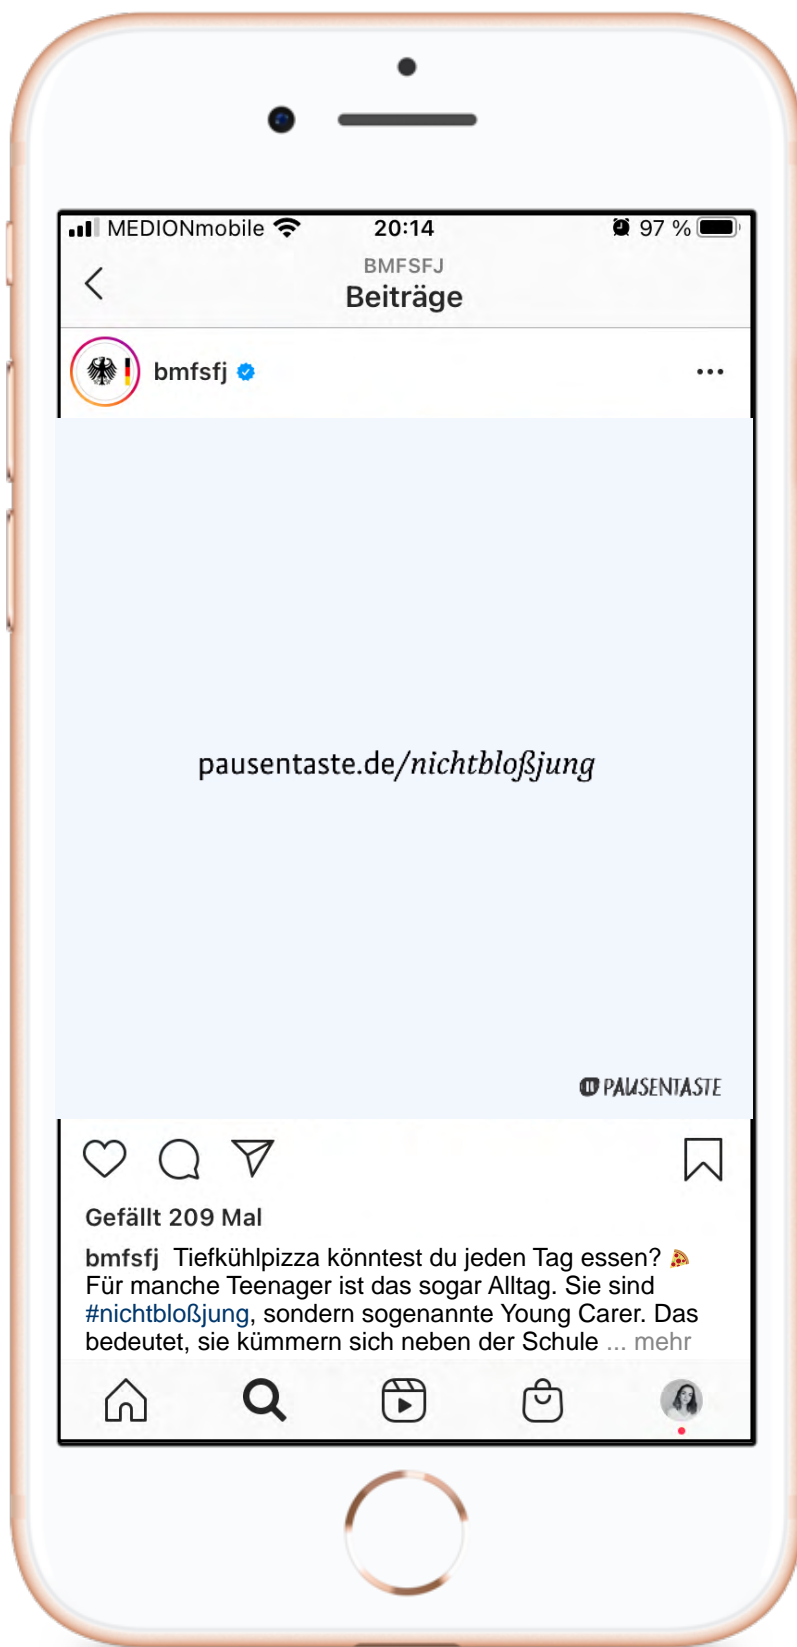 MEDIONmobile 20:14 97 %
BMFSFJ
Beiträge
bmfsfj
pausentaste.de/nichtbloßjung
PAUSENTASTE
Gefällt 209 Mal
bmfsfj Tiefkühlpizza könntest du jeden Tag essen? 🍕
Für manche Teenager ist das sogar Alltag. Sie sind
#nichtbloßjung, sondern sogenannte Young Carer. Das
bedeutet, sie kümmern sich neben der Schule ... mehr